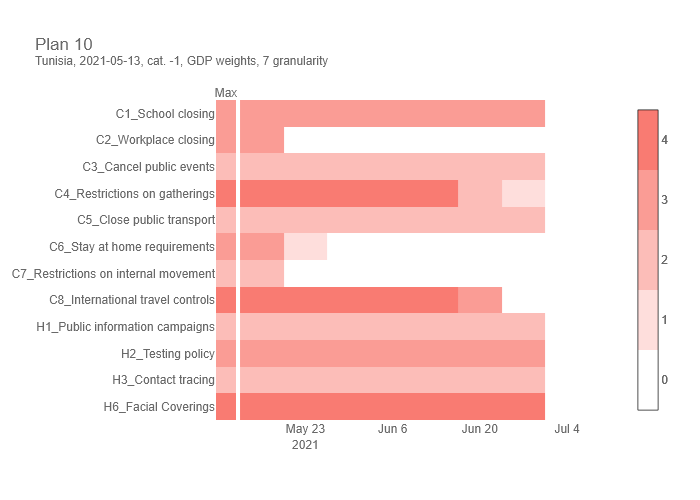 Plan 10
Tunisia, 2021-05-13, cat. -1, GDP weights, 7 granularity
Max
C1_School closing
C2_Workplace closing
C3_Cancel public events
C4_Restrictions on gatherings
C5_Close public transport
C6_Stay at home requirements
C7_Restrictions on internal movement
C8_International travel controls
H1_Public information campaigns
H2_Testing policy
H3_Contact tracing
H6_Facial Coverings
May 23
2021
Jun 6
Jun 20
Jul 4
4
3
2
1
0